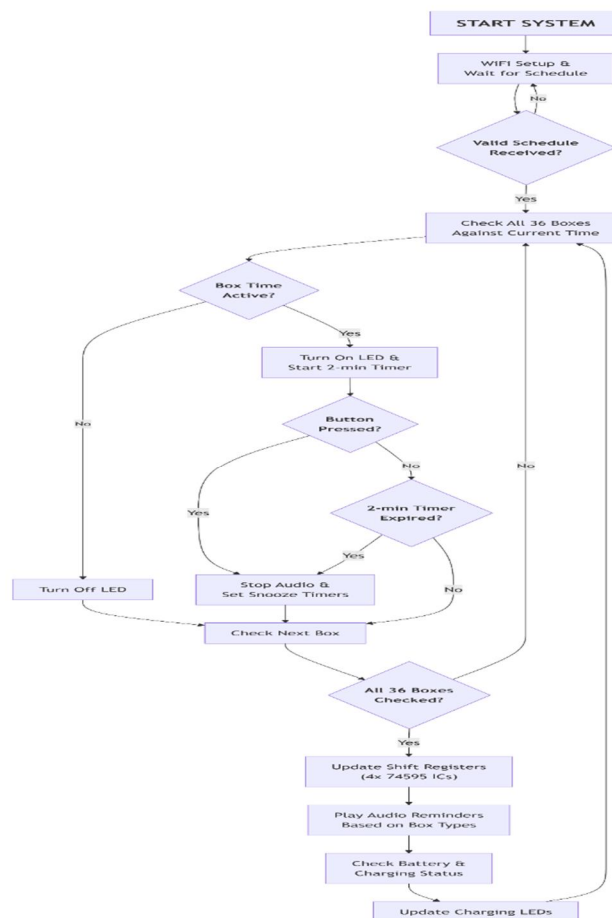 START SYSTEM
WiFi Setup &
Wait for Schedule
No
Valid Schedule
Received?
Yes
Check All 36 Boxes
Against Current Time
Box Time
Active?
Yes
Turn On LED &
Start 2-min Timer
Button
Pressed?
No
No
No
2-min Timer
Expired?
Yes
Yes
Turn Off LED
Stop Audio &
Set Snooze Timers
No
Check Next Box
All 36 Boxes
Checked?
Yes
Update Shift Registers
(4x 74595 ICs)
Play Audio Reminders
Based on Box Types
Check Battery &
Charging Status
Update Charging LEDs